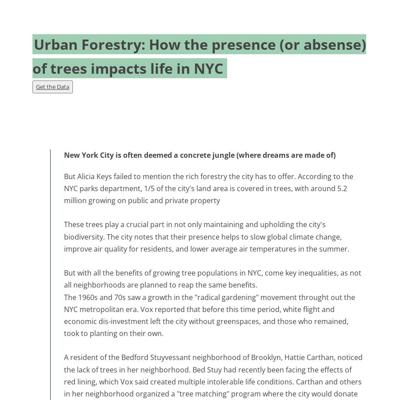 Urban Forestry: How the presence (or absense)
of trees impacts life in NYC
Get the Data
New York City is often deemed a concrete jungle (where dreams are made of)
But Alicia Keys failed to mention the rich forestry the city has to offer. According to the
NYC parks department, 1/5 of the city's land area is covered in trees, with around 5.2
million growing on public and private property
These trees play a crucial part in not only maintaining and upholding the city's
biodiversity. The city notes that their presence helps to slow global climate change,
improve air quality for residents, and lower average air temperatures in the summer.
But with all the benefits of growing tree populations in NYC, come key inequalities, as not
all neighborhoods are planned to reap the same benefits.
The 1960s and 70s saw a growth in the "radical gardening" movement throught out the
NYC metropolitan era. Vox reported that before this time period, white flight and
economic dis-investment left the city without greenspaces, and those who remained,
took to planting on their own.
A resident of the Bedford Stuyvessant neighborhood of Brooklyn, Hattie Carthan, noticed
the lack of trees in her neighborhood. Bed Stuy had recently been facing the effects of
red lining, which Vox said created multiple intolerable life conditions. Carthan and others
in her neighborhood organized a "tree matching" program where the city would donate